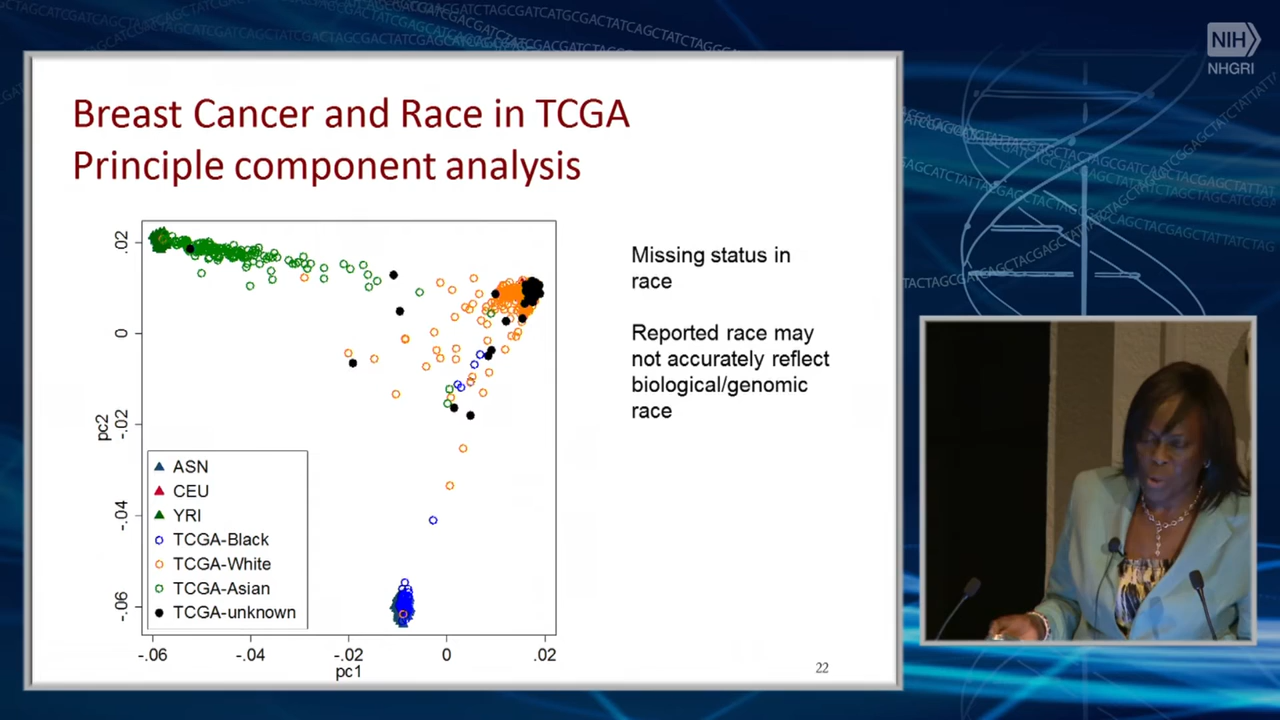 NIH
NHGRI
Breast Cancer and Race in TCGA
Principle component analysis
Missing status in
race
Reported race may
not accurately reflect
biological/genomic
race
.02
0
-.02
-.04
-.06
pc2
ASN
CEU
YRI
TCGA-Black
TCGA-White
TCGA-Asian
TCGA-unknown
-.06
-.04
-.02
0
.02
pc1
22